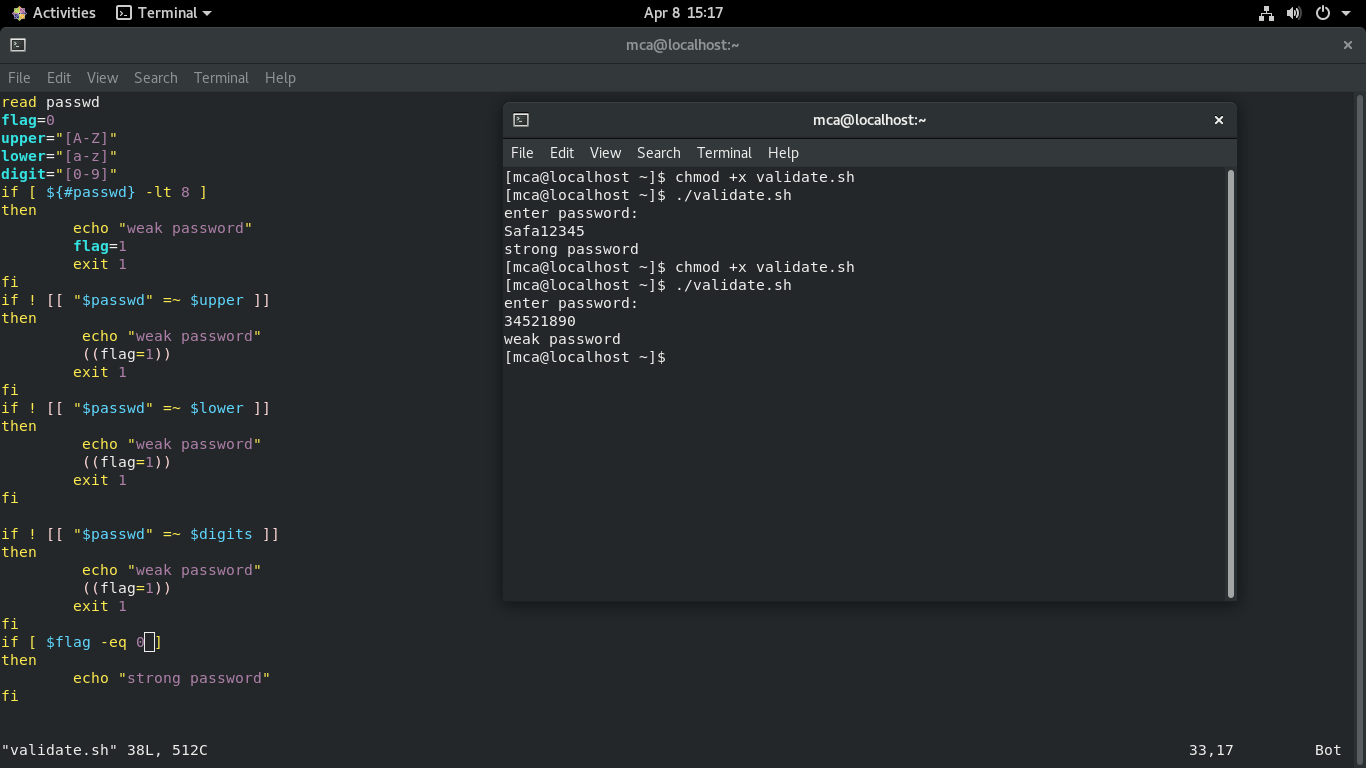 Activities Terminal Apr 8 15:17
mca@localhost:~
File Edit View Search Terminal Help
read passwd
flag=0
upper="[A-Z]"
lower="[a-z]"
digit="[0-9]"
if [ ${#passwd} -lt 8 ]
then
        echo "weak password"
        flag=1
        exit 1
fi
if ! [[ "$passwd" =~ $upper ]]
then
         echo "weak password"
         ((flag=1))
        exit 1
fi
if ! [[ "$passwd" =~ $lower ]]
then
         echo "weak password"
         ((flag=1))
        exit 1
fi

if ! [[ "$passwd" =~ $digits ]]
then
         echo "weak password"
         ((flag=1))
        exit 1
fi
if [ $flag -eq 0 ]
then
        echo "strong password"
fi
"validate.sh" 38L, 512C 33,17 Bot
mca@localhost:~
File Edit View Search Terminal Help
[mca@localhost ~]$ chmod +x validate.sh
[mca@localhost ~]$ ./validate.sh
enter password:
Safa12345
strong password
[mca@localhost ~]$ chmod +x validate.sh
[mca@localhost ~]$ ./validate.sh
enter password:
34521890
weak password
[mca@localhost ~]$